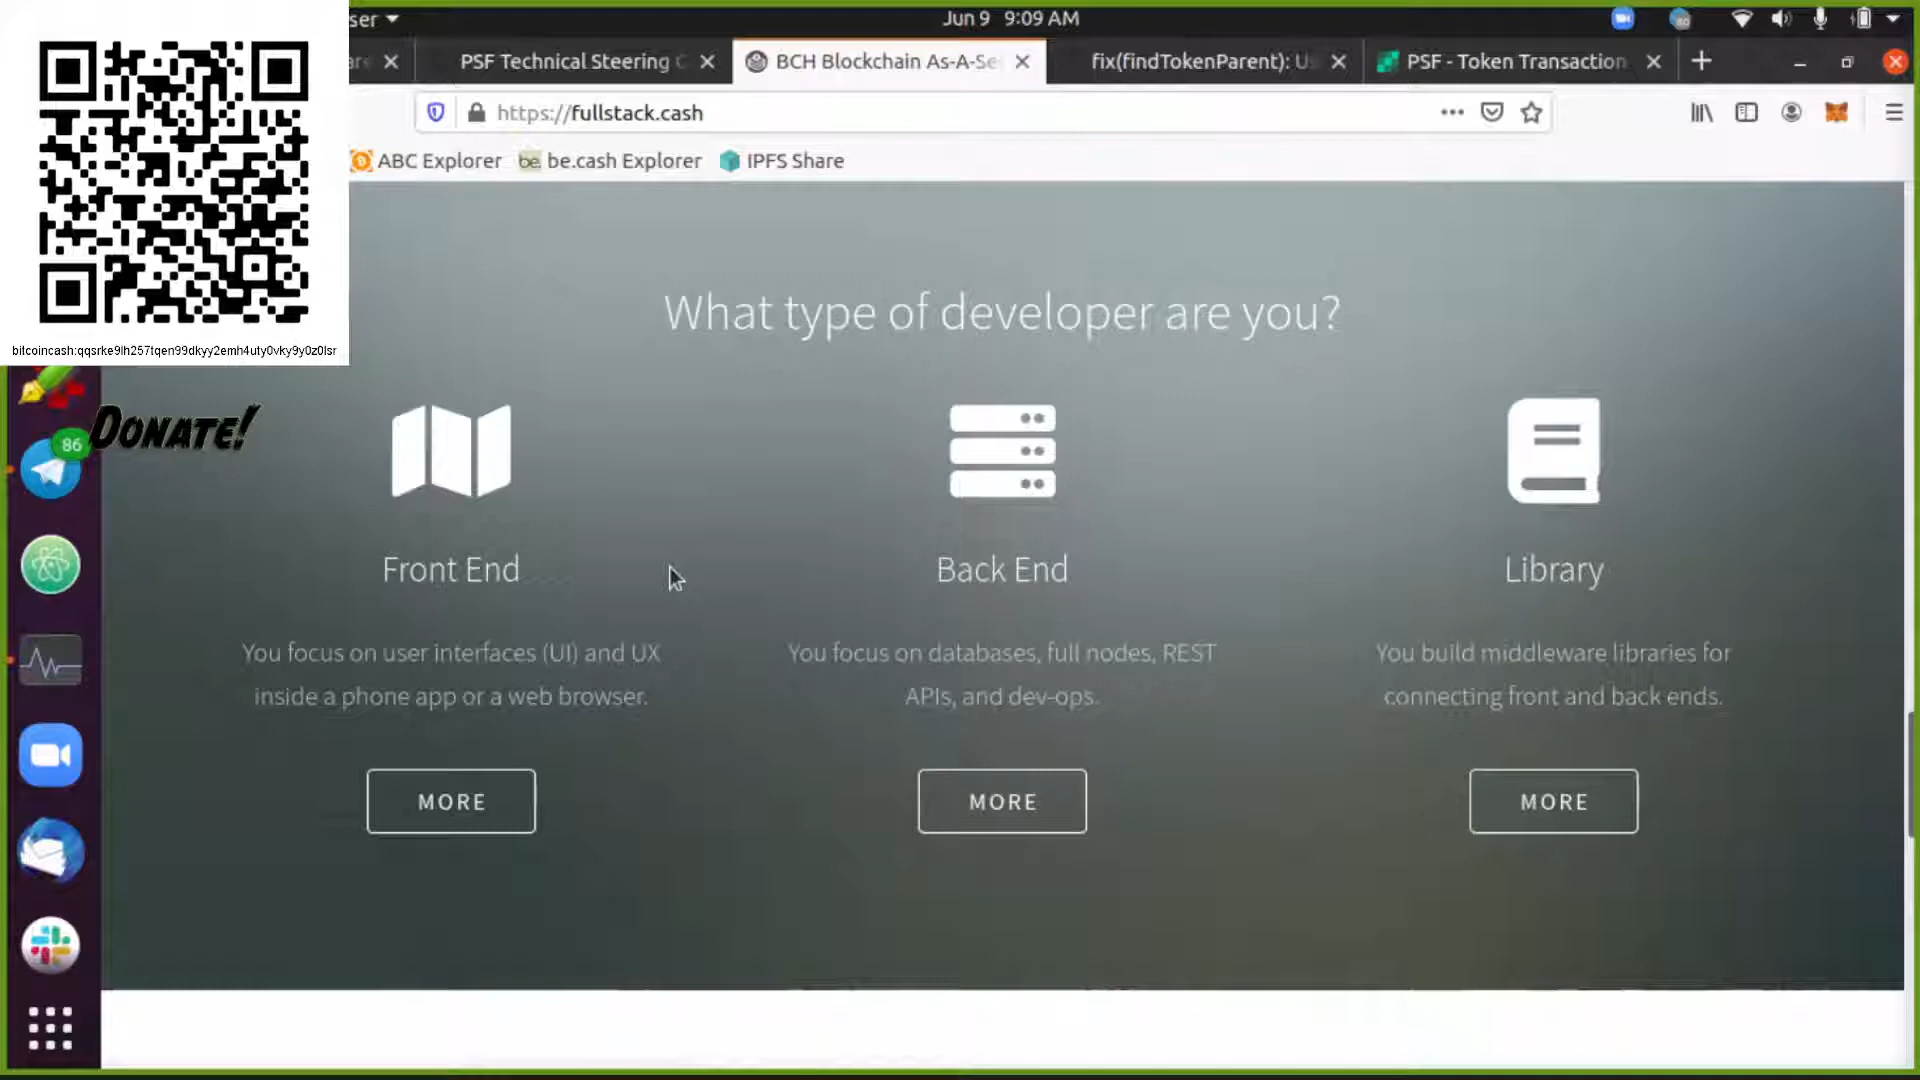 ser
Jun 9 9:09 AM
PSF Technical Steering C
BCH Blockchain As-A-Se
fix(findTokenParent): Us
PSF - Token Transaction
https://fullstack.cash
ABC Explorer
be. be.cash Explorer
IPFS Share
bitcoincash:qqsrke9lh257tqen99dkyy2emh4uty0vky9y0z0lsr
DONATE!
86
What type of developer are you?
Front End
You focus on user interfaces (UI) and UX
inside a phone app or a web browser.
MORE
Back End
You focus on databases, full nodes, REST
APIs, and dev-ops.
MORE
Library
You build middleware libraries for
connecting front and back ends.
MORE